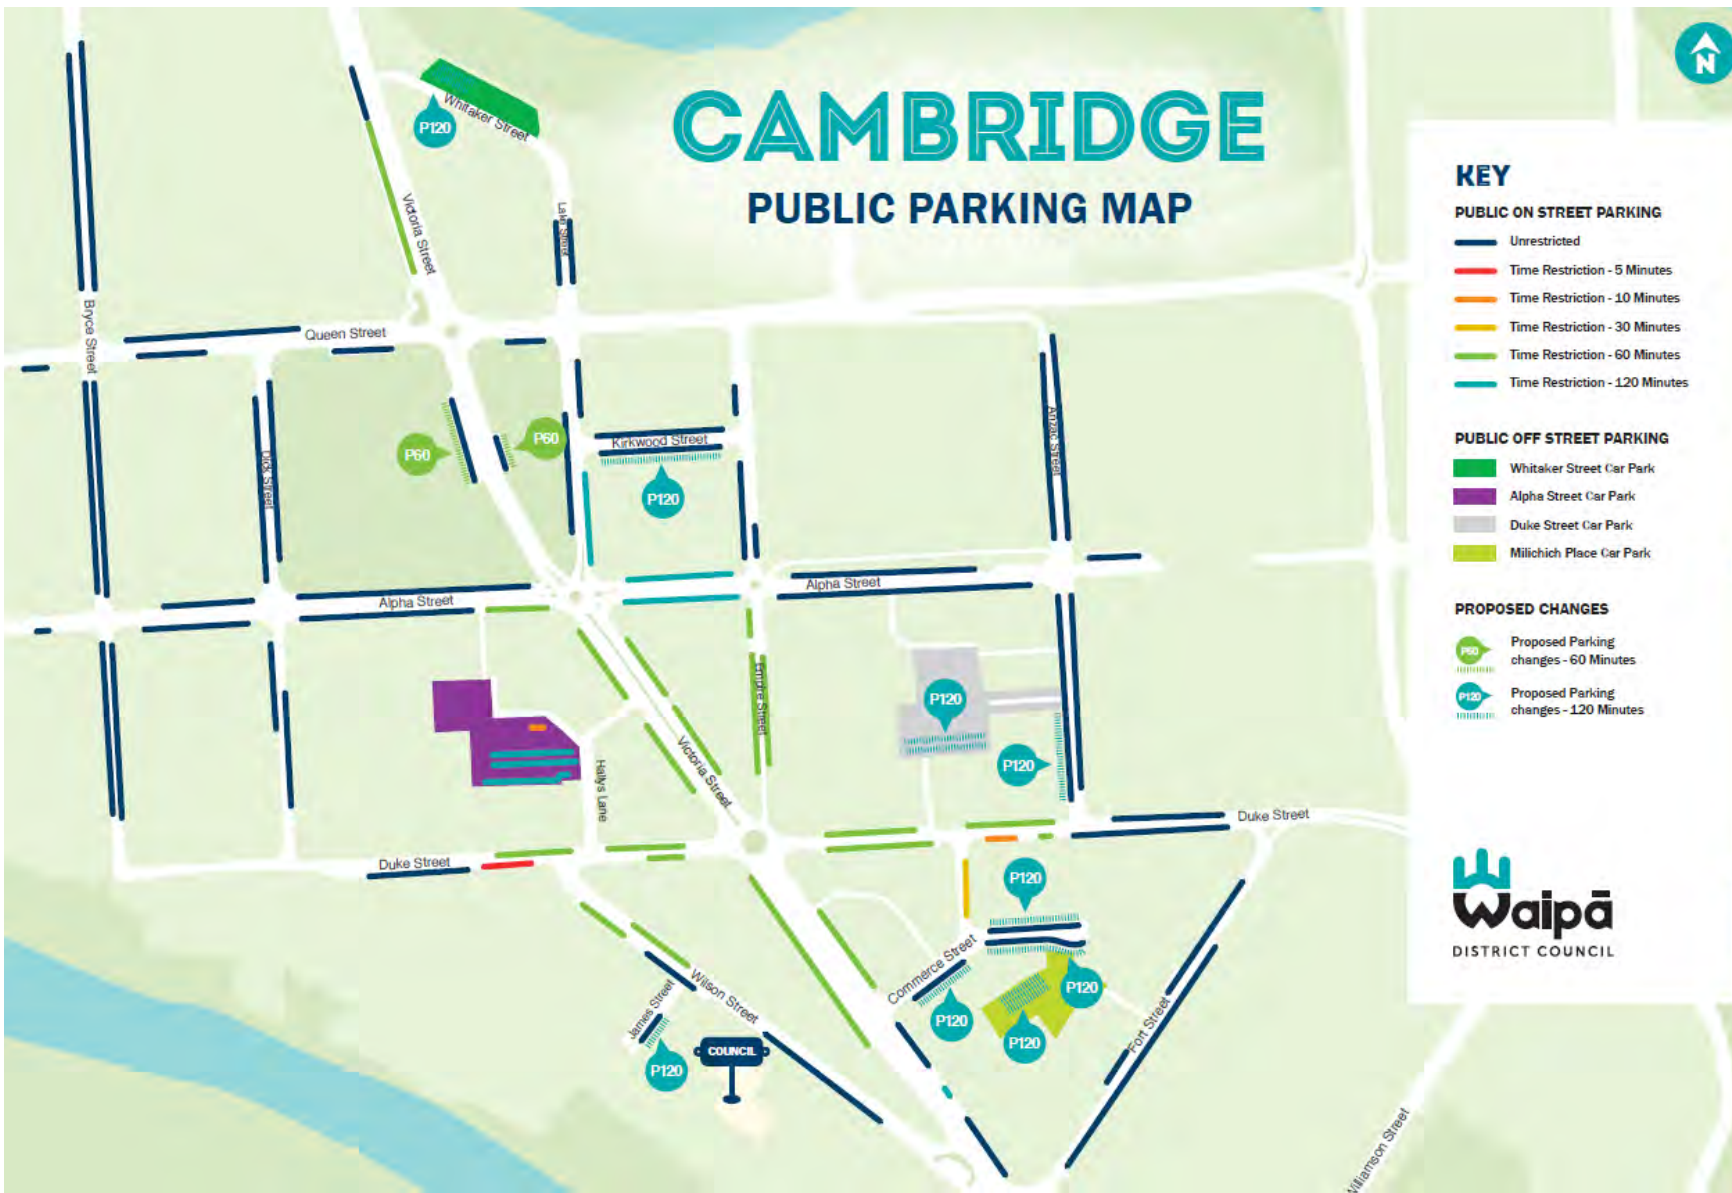 CAMBRIDGE
PUBLIC PARKING MAP
N
KEY
PUBLIC ON STREET PARKING
Unrestricted
Time Restriction - 5 Minutes
Time Restriction - 10 Minutes
Time Restriction - 30 Minutes
Time Restriction - 60 Minutes
Time Restriction - 120 Minutes
PUBLIC OFF STREET PARKING
Whitaker Street Car Park
Alpha Street Car Park
Duke Street Car Park
Milichich Place Car Park
PROPOSED CHANGES
P60
Proposed Parking
changes - 60 Minutes
P120
Proposed Parking
changes - 120 Minutes
Waipā
DISTRICT COUNCIL
Whitaker Street
P120
Victoria Street
Lake Street
Bryce Street
Queen Street
P60
P60
Kirkwood Street
P120
Anzac Street
Dick Street
Alpha Street
Alpha Street
Empire Street
P120
P120
Victoria Street
Hallys Lane
Duke Street
Duke Street
P120
Commerce Street
P120
P120
P120
Wilson Street
James Street
P120
COUNCIL
Fort Street
Williamson Street